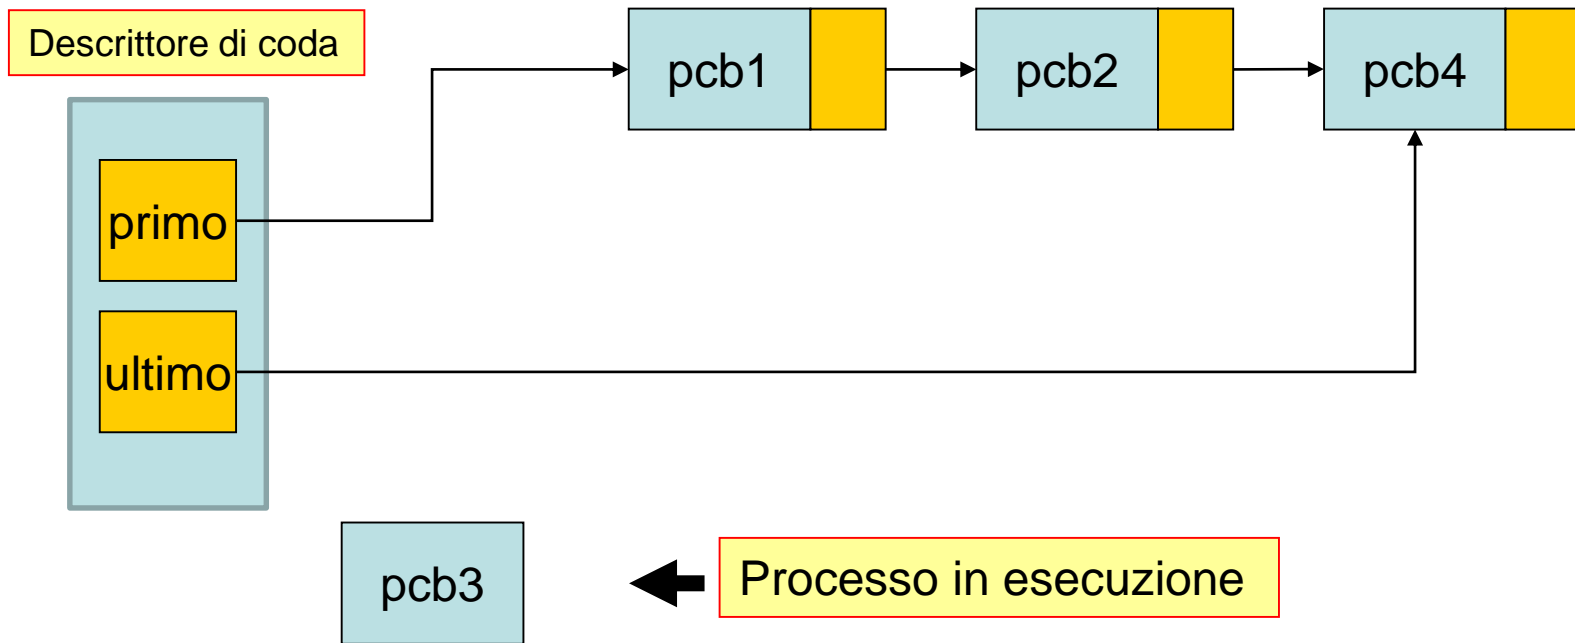 Descrittore di coda
pcb1
pcb2
pcb4
primo
ultimo
pcb3
Processo in esecuzione